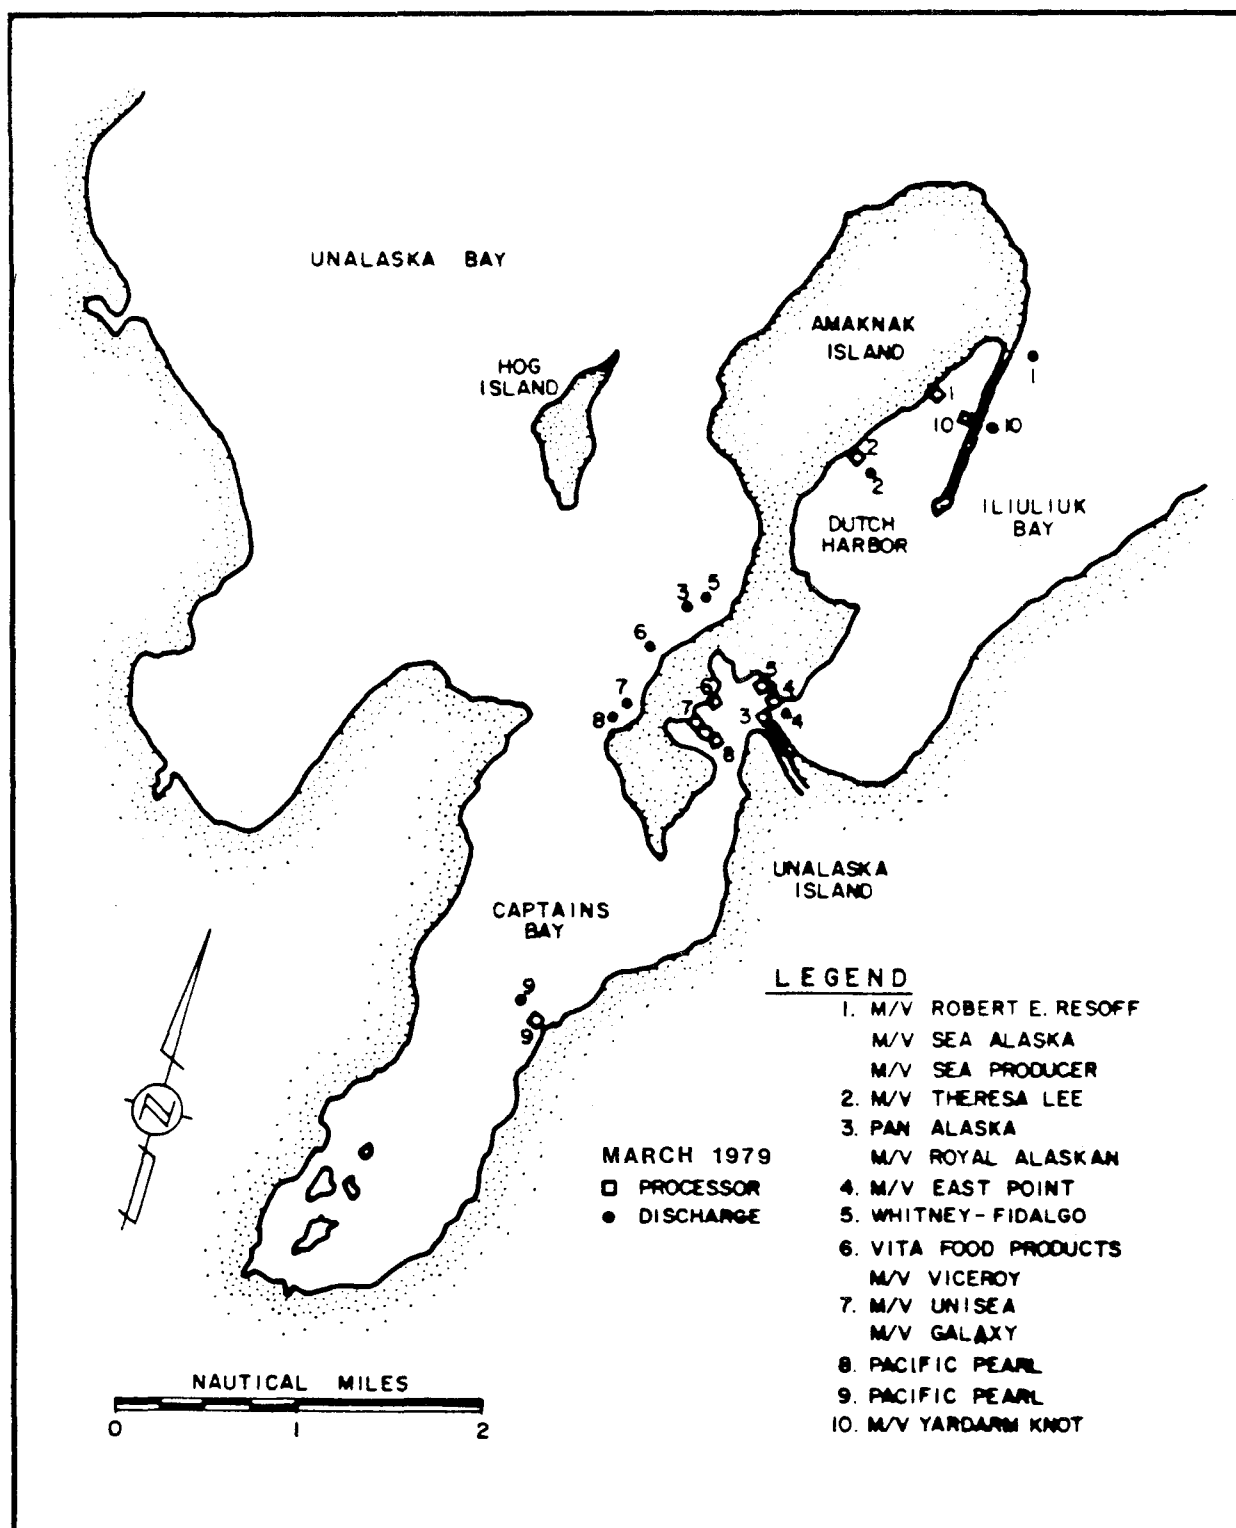 UNALASKA BAY
HOG
ISLAND
AMAKNAK
ISLAND
1
1
10
10
2
2
DUTCH
HARBOR
ILIULIUK
BAY
3
5
6
7
8
5
6
4
7
3
4
8
UNALASKA
ISLAND
CAPTAINS
BAY
9
9
N
LEGEND
1. M/V ROBERT E. RESOFF
M/V SEA ALASKA
M/V SEA PRODUCER
2. M/V THERESA LEE
3. PAN ALASKA
M/V ROYAL ALASKAN
4. M/V EAST POINT
5. WHITNEY-FIDALGO
6. VITA FOOD PRODUCTS
M/V VICEROY
7. M/V UNISEA
M/V GALAXY
8. PACIFIC PEARL
9. PACIFIC PEARL
10. M/V YARDARM KNOT
MARCH 1979
PROCESSOR
DISCHARGE
NAUTICAL MILES
0 1 2